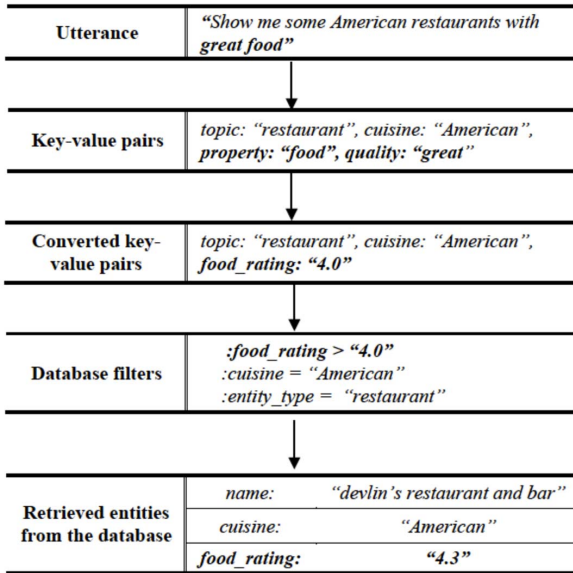 Utterance
“Show me some American restaurants with
great food”
Key-value pairs
topic: “restaurant”, cuisine: “American”,
property: “food”, quality: “great”
Converted key-
value pairs
topic: “restaurant”, cuisine: “American”,
food_rating: “4.0”
Database filters
:food_rating > “4.0”
:cuisine = “American”
:entity_type = “restaurant”
Retrieved entities
from the database
name: “devlin’s restaurant and bar”
cuisine: “American”
food_rating: “4.3”